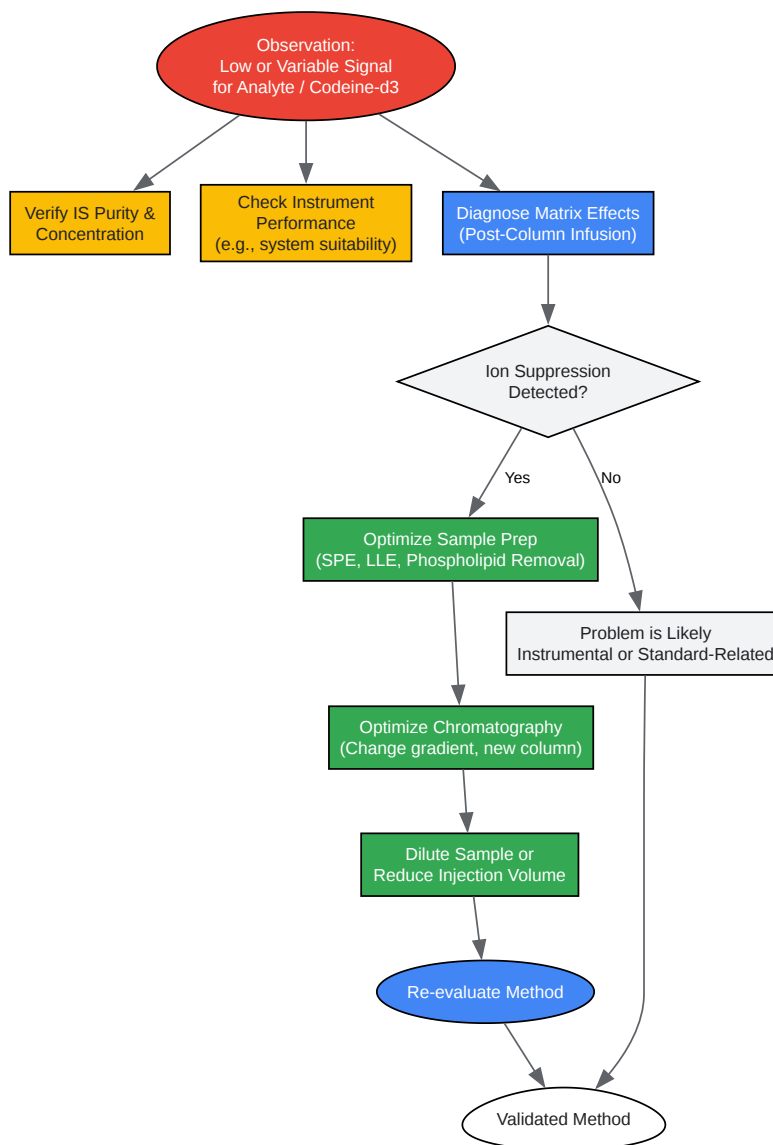 Observation:
Low or Variable Signal
for Analyte / Codeine-d3
Verify IS Purity &
Concentration
Check Instrument
Performance
(e.g., system suitability)
Diagnose Matrix Effects
(Post-Column Infusion)
Ion Suppression
Detected?
Yes
No
Optimize Sample Prep
(SPE, LLE, Phospholipid Removal)
Problem is Likely
Instrumental or Standard-Related
Optimize Chromatography
(Change gradient, new column)
Dilute Sample or
Reduce Injection Volume
Re-evaluate Method
Validated Method